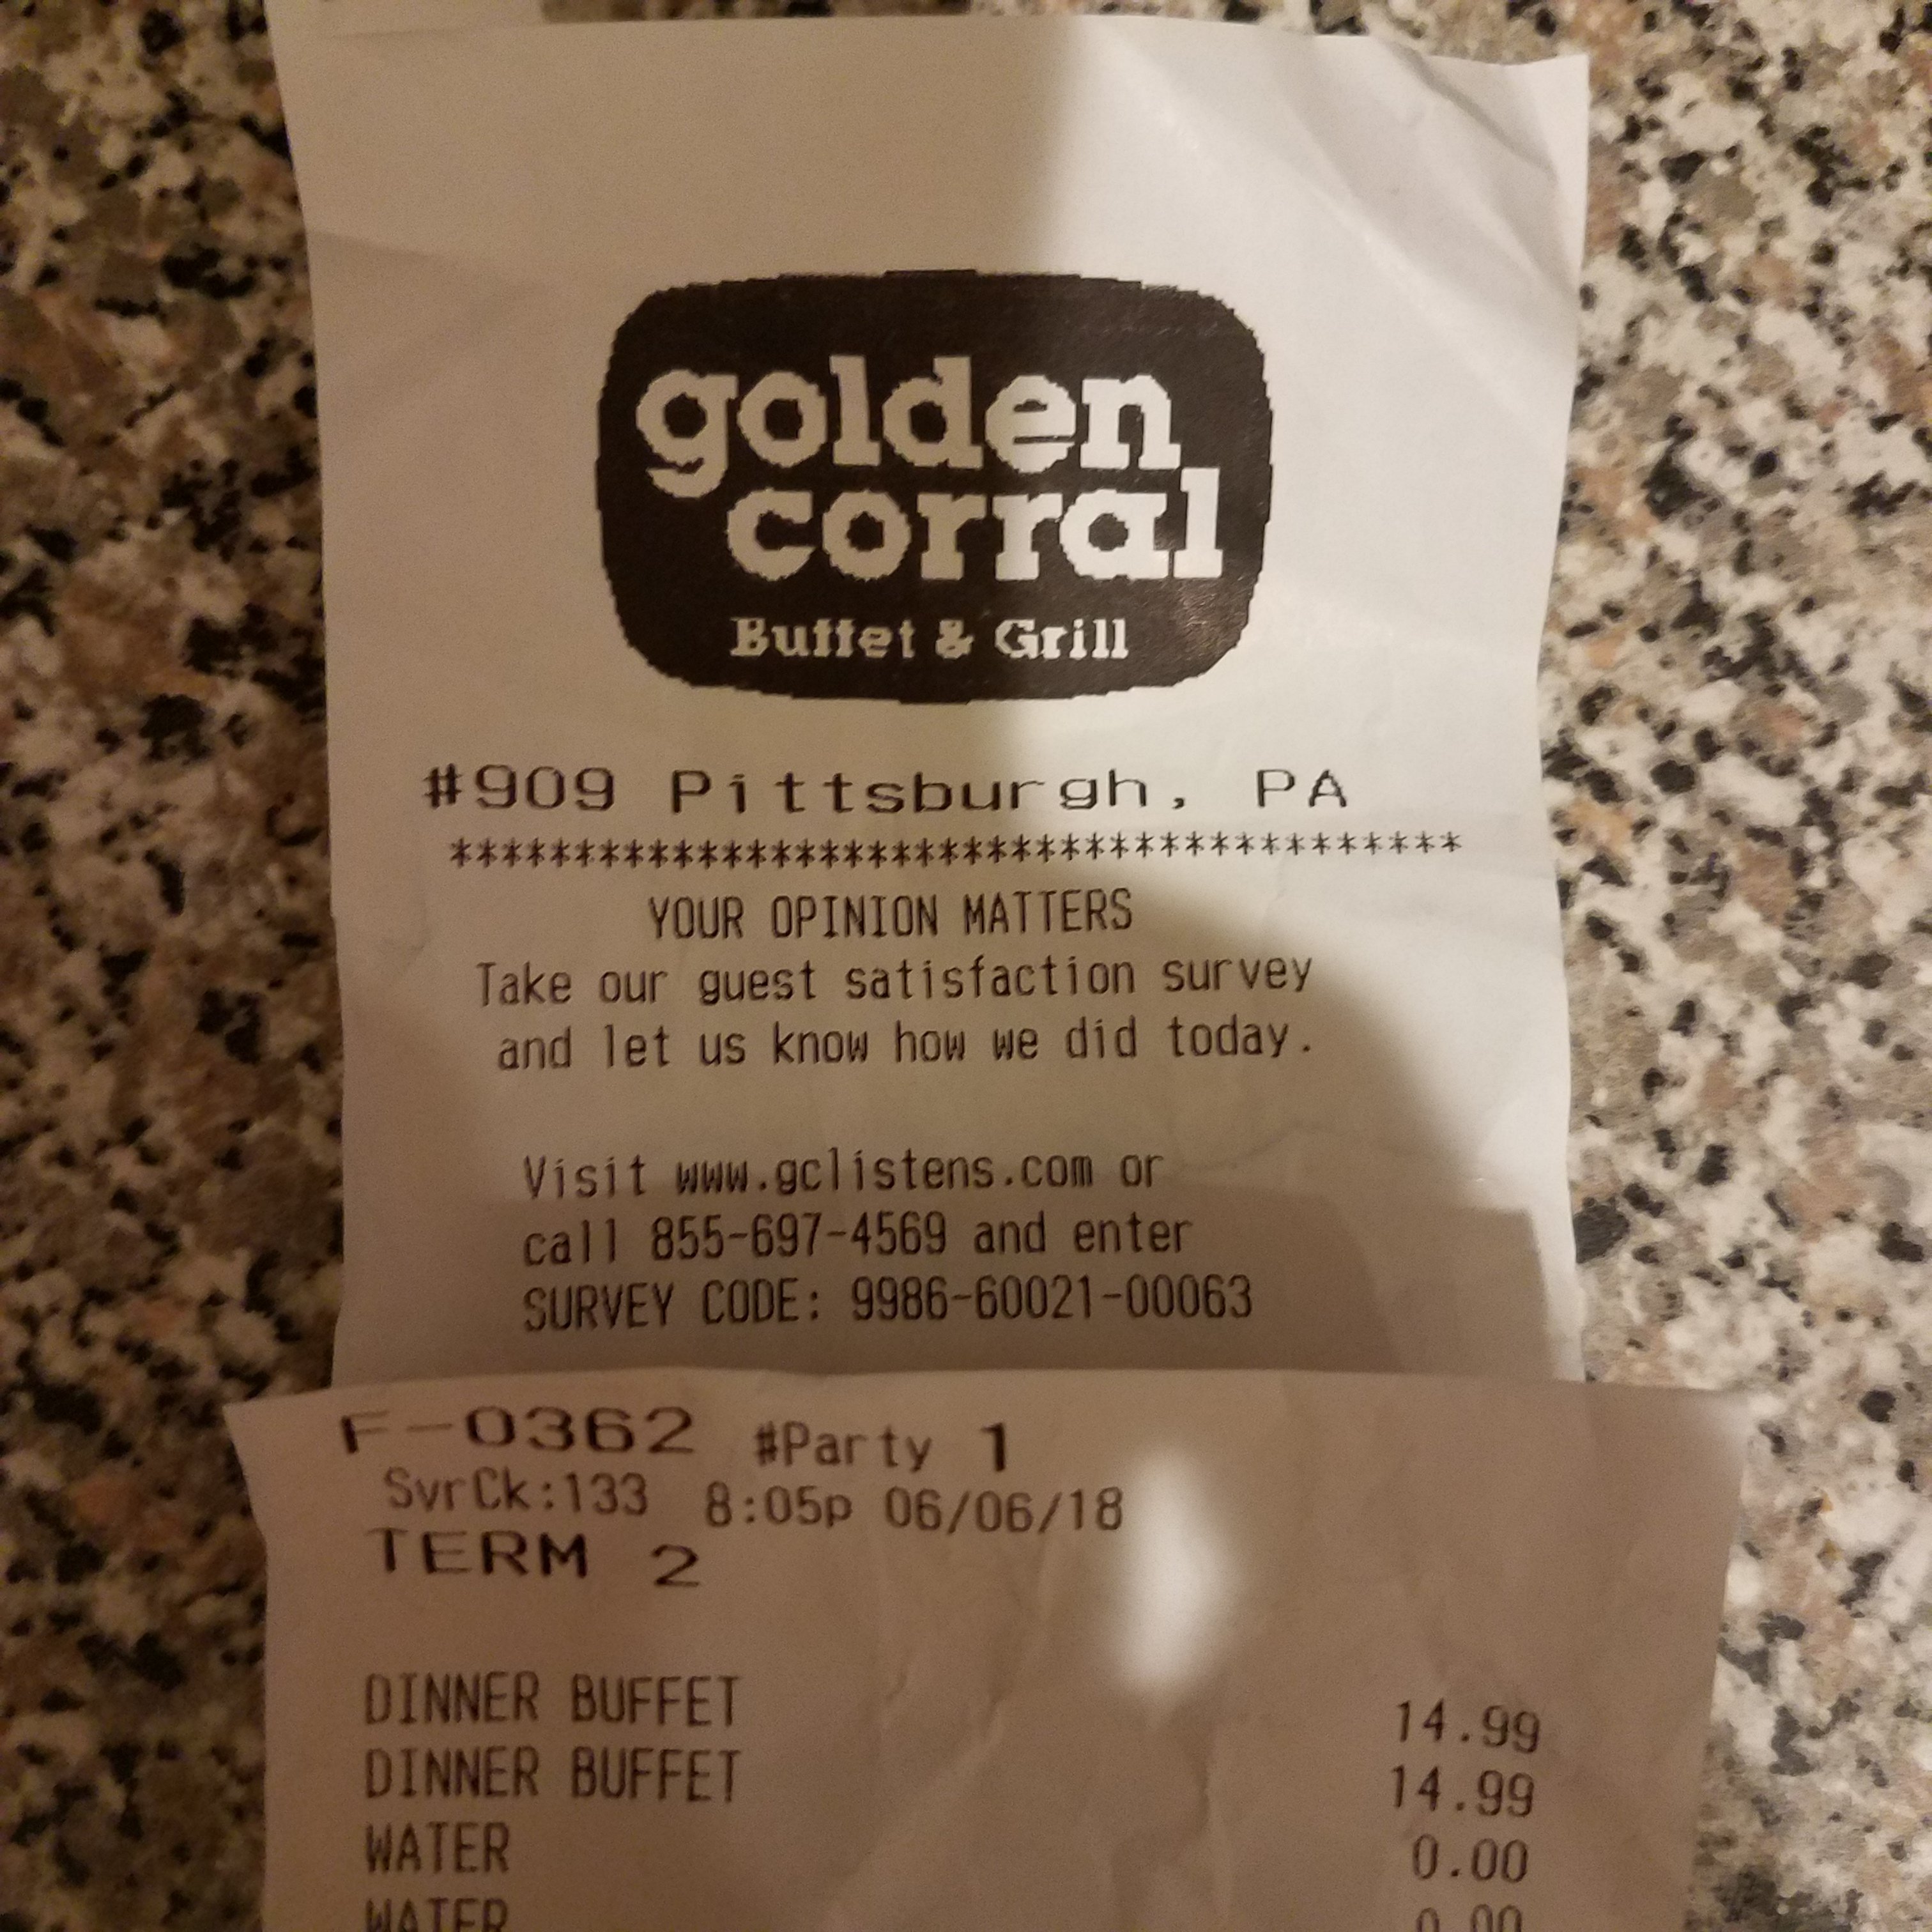 golden
corral
Buffet & Grill
#909 Pittsburgh, PA
******************************************
YOUR OPINION MATTERS
Take our guest satisfaction survey
and let us know how we did today.
Visit www.gclistens.com or
call 855-697-4569 and enter
SURVEY CODE: 9986-60021-00063
F-0362 #Party 1
SvrCk:133 8:05p 06/06/18
TERM 2
DINNER BUFFET 14.99
DINNER BUFFET 14.99
WATER 0.00
WATER 0.00